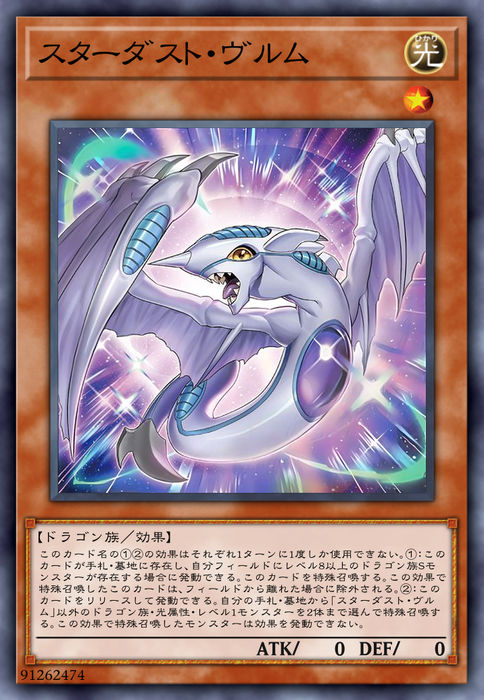 スターダスト・ヴルム
ひかり
光
【ドラゴン族／効果】
このカード名の①②の効果はそれぞれ1ターンに1度しか使用できない。①：この
カードが手札・墓地に存在し、自分フィールドにレベル8以上のドラゴン族Sモ
ンスターが存在する場合に発動できる。このカードを特殊召喚する。この効果で
特殊召喚したこのカードは、フィールドから離れた場合に除外される。②：このカ
ードをリリースして発動できる。自分の手札・墓地から「スターダスト・ヴル
ム」以外のドラゴン族・光属性・レベル1モンスターを2体まで選んで特殊召喚す
る。この効果で特殊召喚したモンスターは効果を発動できない。
ATK/ 0 DEF/ 0
91262474